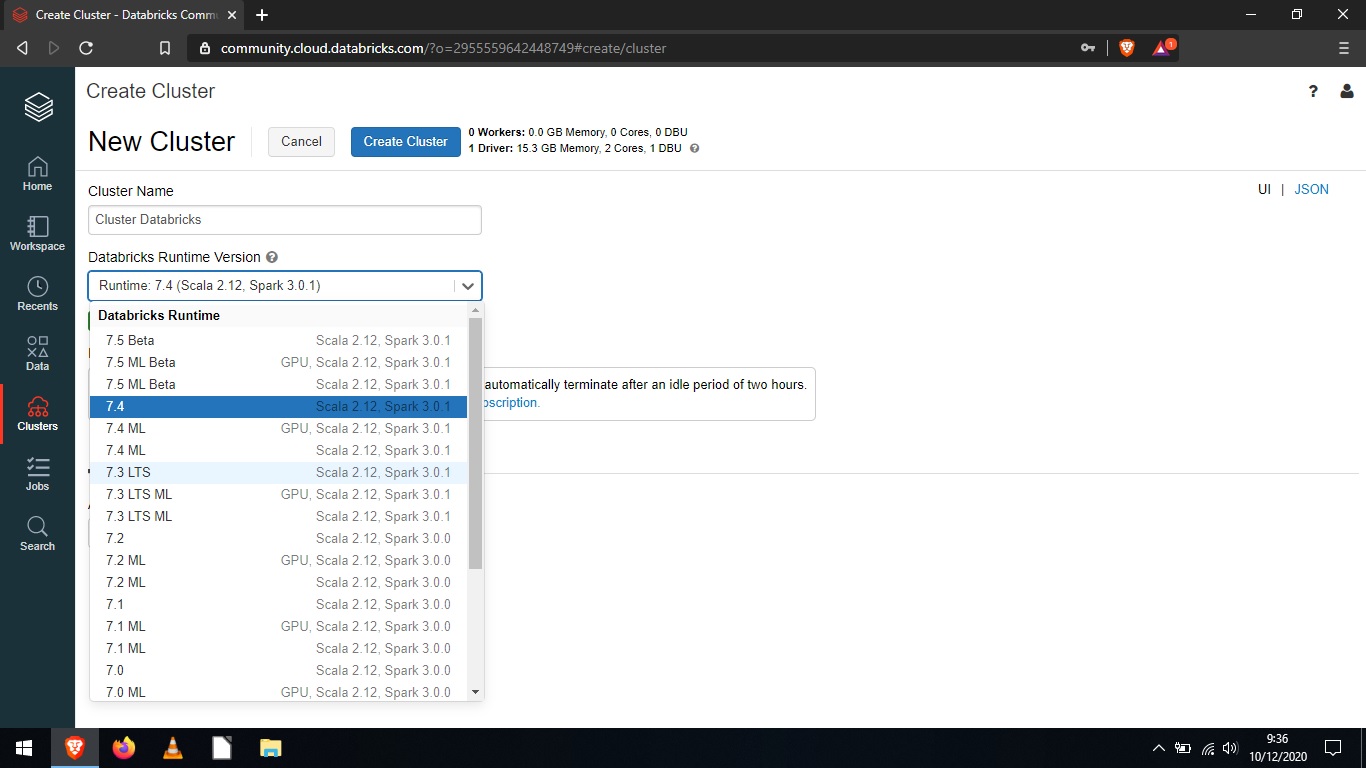 Create Cluster - Databricks Commu
community.cloud.databricks.com/?o=2955559642448749#create/cluster
1
Create Cluster
?
New Cluster
Cancel
Create Cluster
0 Workers: 0.0 GB Memory, 0 Cores, 0 DBU
1 Driver: 15.3 GB Memory, 2 Cores, 1 DBU ?
Home
Workspace
Recents
Data
Clusters
Jobs
Search
UI | JSON
Cluster Name
Cluster Databricks
Databricks Runtime Version ?
Runtime: 7.4 (Scala 2.12, Spark 3.0.1)
Databricks Runtime
7.5 Beta Scala 2.12, Spark 3.0.1
7.5 ML Beta GPU, Scala 2.12, Spark 3.0.1
7.5 ML Beta Scala 2.12, Spark 3.0.1
automatically terminate after an idle period of two hours.
7.4 Scala 2.12, Spark 3.0.1
oscription.
7.4 ML GPU, Scala 2.12, Spark 3.0.1
7.4 ML Scala 2.12, Spark 3.0.1
7.3 LTS Scala 2.12, Spark 3.0.1
7.3 LTS ML GPU, Scala 2.12, Spark 3.0.1
7.3 LTS ML Scala 2.12, Spark 3.0.1
7.2 Scala 2.12, Spark 3.0.0
7.2 ML GPU, Scala 2.12, Spark 3.0.0
7.2 ML Scala 2.12, Spark 3.0.0
7.1 Scala 2.12, Spark 3.0.0
7.1 ML GPU, Scala 2.12, Spark 3.0.0
7.1 ML Scala 2.12, Spark 3.0.0
7.0 Scala 2.12, Spark 3.0.0
7.0 ML GPU, Scala 2.12, Spark 3.0.0
9:36
10/12/2020